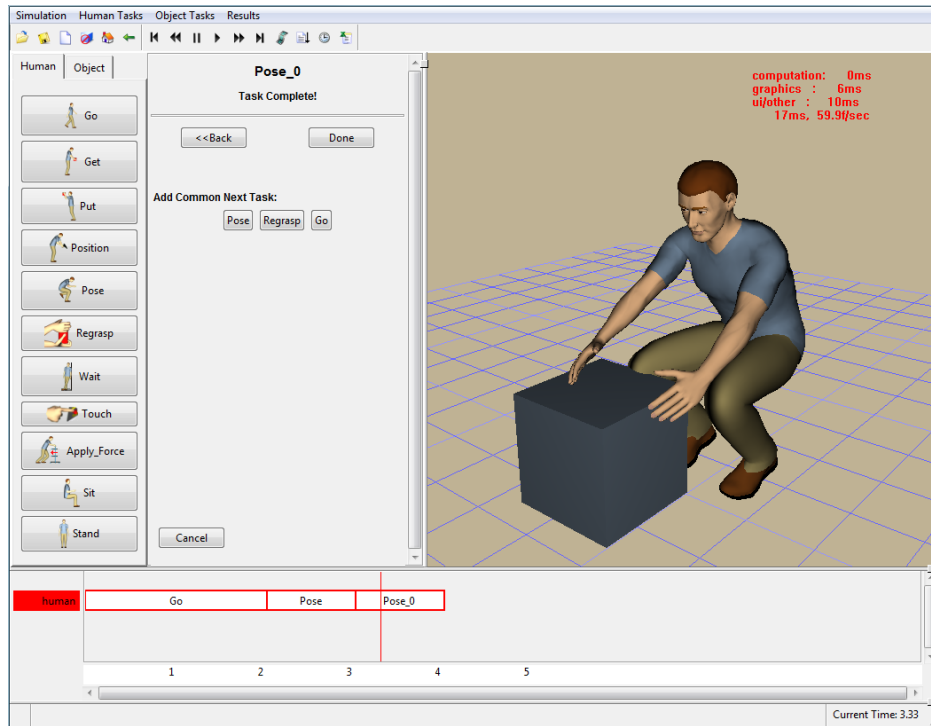 Simulation Human Tasks Object Tasks Results
Human Object
Go
Get
Put
Position
Pose
Regrasp
Wait
Touch
Apply_Force
Sit
Stand
Pose_0
Task Complete!
<<Back Done
Add Common Next Task:
Pose Regrasp Go
Cancel
computation: 0ms
graphics : 6ms
ui/other : 10ms
17ms, 59.9f/sec
human Go Pose Pose_0
1 2 3 4 5
Current Time: 3.33